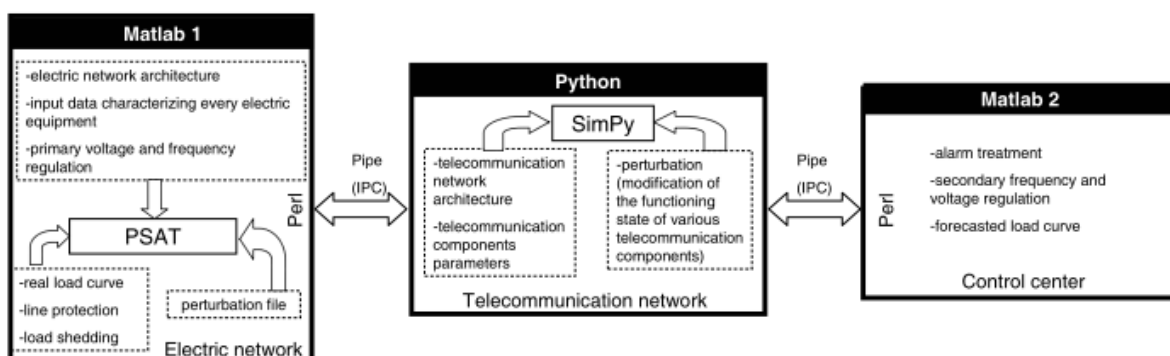 Matlab 1
-electric network architecture
-input data characterizing every electric
equipment
-primary voltage and frequency
regulation
PSAT
-real load curve
-line protection
-load shedding
perturbation file
Electric network
Perl
Pipe
(IPC)
Python
SimPy
-telecommunication
network
architecture
-telecommunication
components
parameters
-perturbation
(modification of
the functioning
state of various
telecommunication
components)
Telecommunication network
Pipe
(IPC)
Matlab 2
Perl
-alarm treatment
-secondary frequency and
voltage regulation
-forecasted load curve
Control center